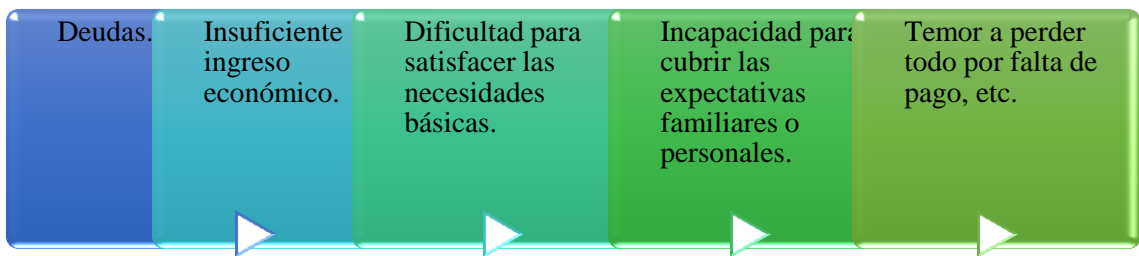 Deudas.
Insuficiente
ingreso
económico.
Dificultad para
satisfacer las
necesidades
básicas.
Incapacidad para
cubrir las
expectativas
familiares o
personales.
Temor a perder
todo por falta de
pago, etc.